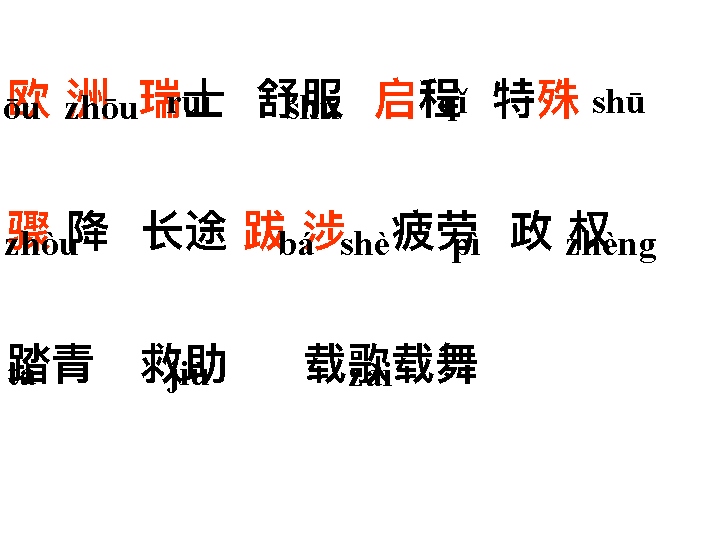 欧 洲 瑞士 舒服 启程 特殊
ōu zhōu ruì shū qǐ shū
骤降 长途 跋涉 疲劳 政权
zhòu bá shè pì zhèng
踏青 救助 载歌载舞
tà jiù zài